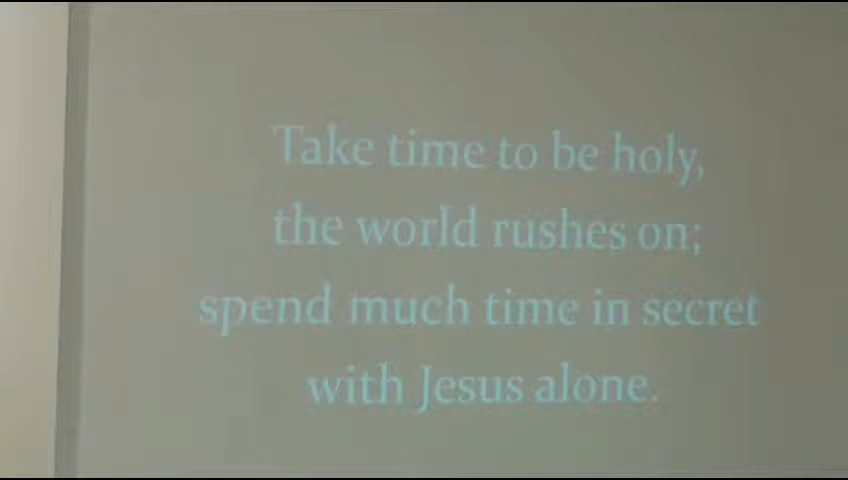 Take time to be holy,
the world rushes on;
spend much time in secret
with Jesus alone.